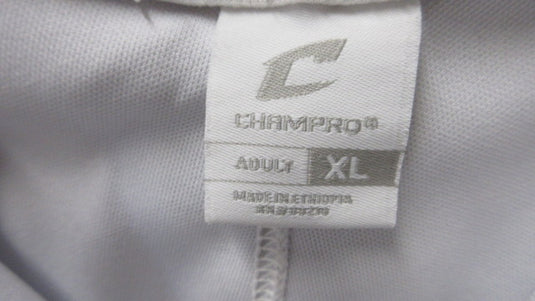 C
CHAMPRO®
ADULT XL
MADE IN ETHIOPIA